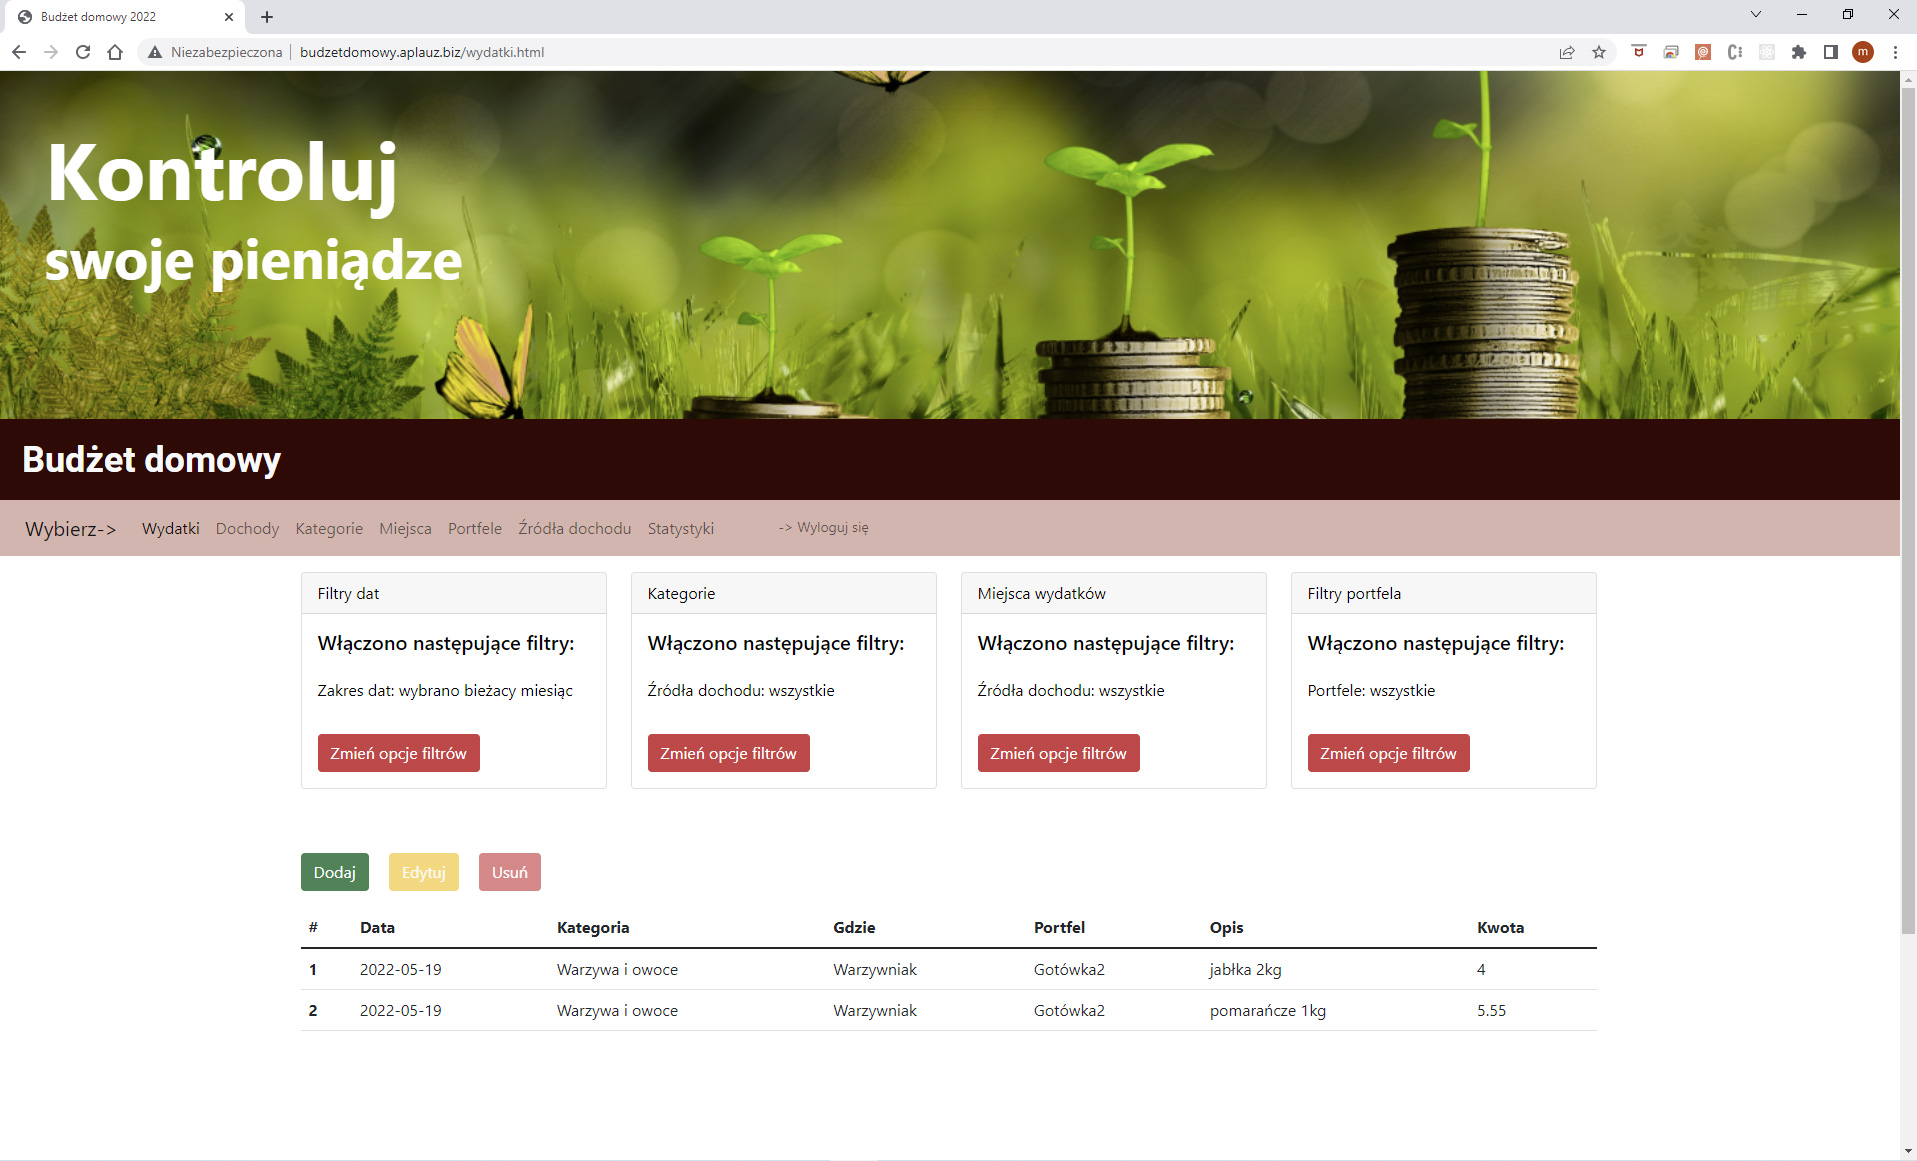 Budżet domowy 2022
Niezabezpieczona budzetdomowy.aplauz.biz/wydatki.html
m
Kontroluj
swoje pieniądze
Budżet domowy
Wybierz-> Wydatki Dochody Kategorie Miejsca Portfele Źródła dochodu Statystyki -> Wyloguj się
Filtry dat
Włączono następujące filtry:
Zakres dat: wybrano bieżacy miesiąc
Zmień opcje filtrów
Kategorie
Włączono następujące filtry:
Źródła dochodu: wszystkie
Zmień opcje filtrów
Miejsca wydatków
Włączono następujące filtry:
Źródła dochodu: wszystkie
Zmień opcje filtrów
Filtry portfela
Włączono następujące filtry:
Portfele: wszystkie
Zmień opcje filtrów
Dodaj Edytuj Usuń
# Data Kategoria Gdzie Portfel Opis Kwota
1 2022-05-19 Warzywa i owoce Warzywniak Gotówka2 jabłka 2kg 4
2 2022-05-19 Warzywa i owoce Warzywniak Gotówka2 pomarańcze 1kg 5.55